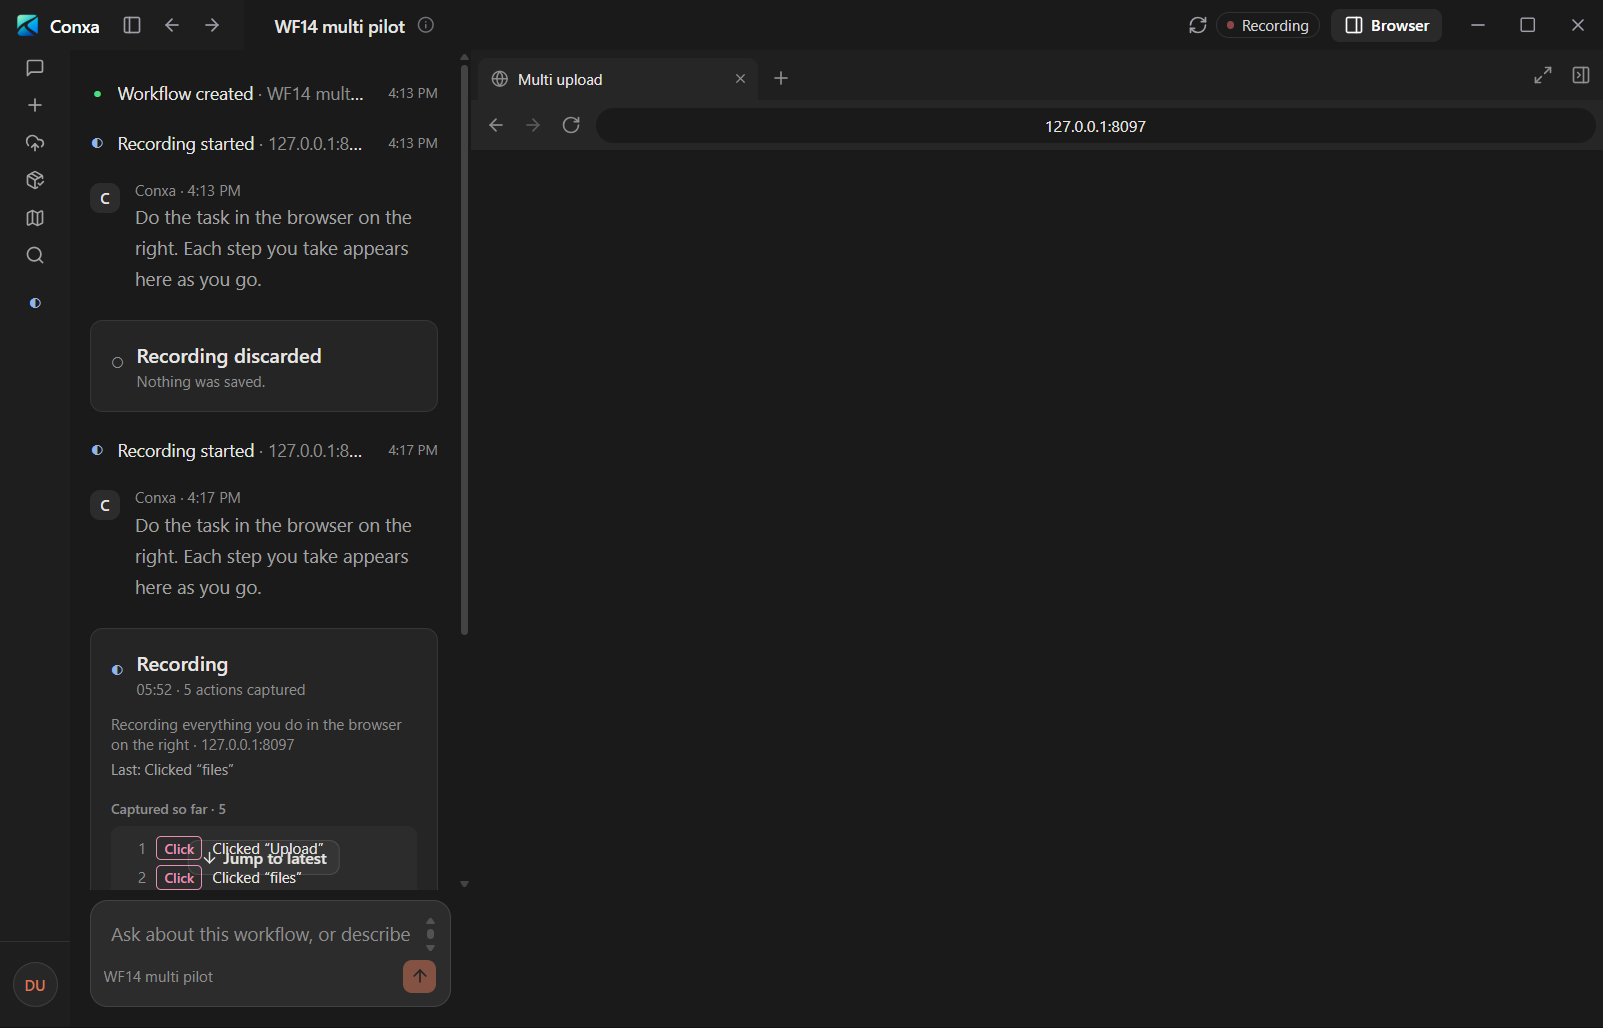 Conxa
WF14 multi pilot
Recording
Browser
Workflow created · WF14 mult... 4:13 PM
Recording started · 127.0.0.1:8... 4:13 PM
C
Conxa · 4:13 PM
Do the task in the browser on the
right. Each step you take appears
here as you go.
Recording discarded
Nothing was saved.
Recording started · 127.0.0.1:8... 4:17 PM
C
Conxa · 4:17 PM
Do the task in the browser on the
right. Each step you take appears
here as you go.
Recording
05:52 · 5 actions captured
Recording everything you do in the browser
on the right · 127.0.0.1:8097
Last: Clicked “files”
Captured so far · 5
1 Click Clicked “Upload”
Jump to latest
2 Click Clicked “files”
Ask about this workflow, or describe
WF14 multi pilot
DU
Multi upload
127.0.0.1:8097